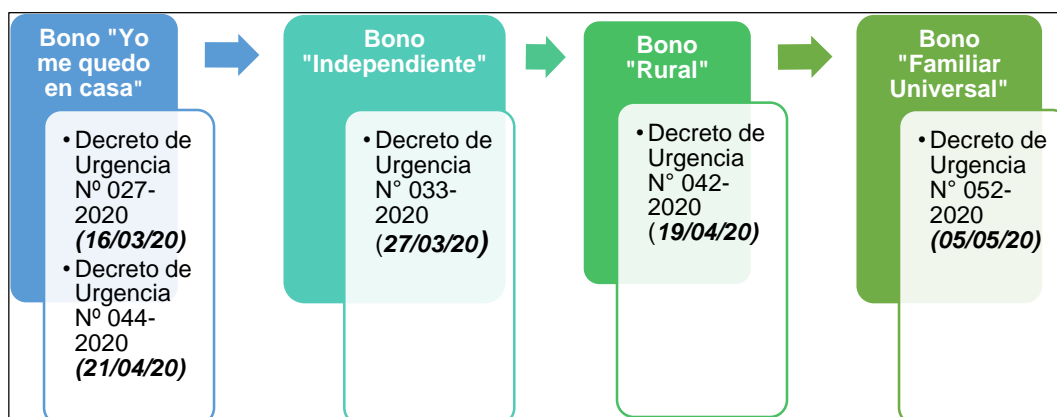 Bono "Yo
me quedo
en casa"
• Decreto de
Urgencia
Nº 027-
2020
(16/03/20)
• Decreto de
Urgencia
Nº 044-
2020
(21/04/20)
Bono
"Independiente"
• Decreto de
Urgencia
N° 033-
2020
(27/03/20)
Bono
"Rural"
• Decreto de
Urgencia
N° 042-
2020
(19/04/20)
Bono
"Familiar
Universal"
• Decreto de
Urgencia
N° 052-
2020
(05/05/20)